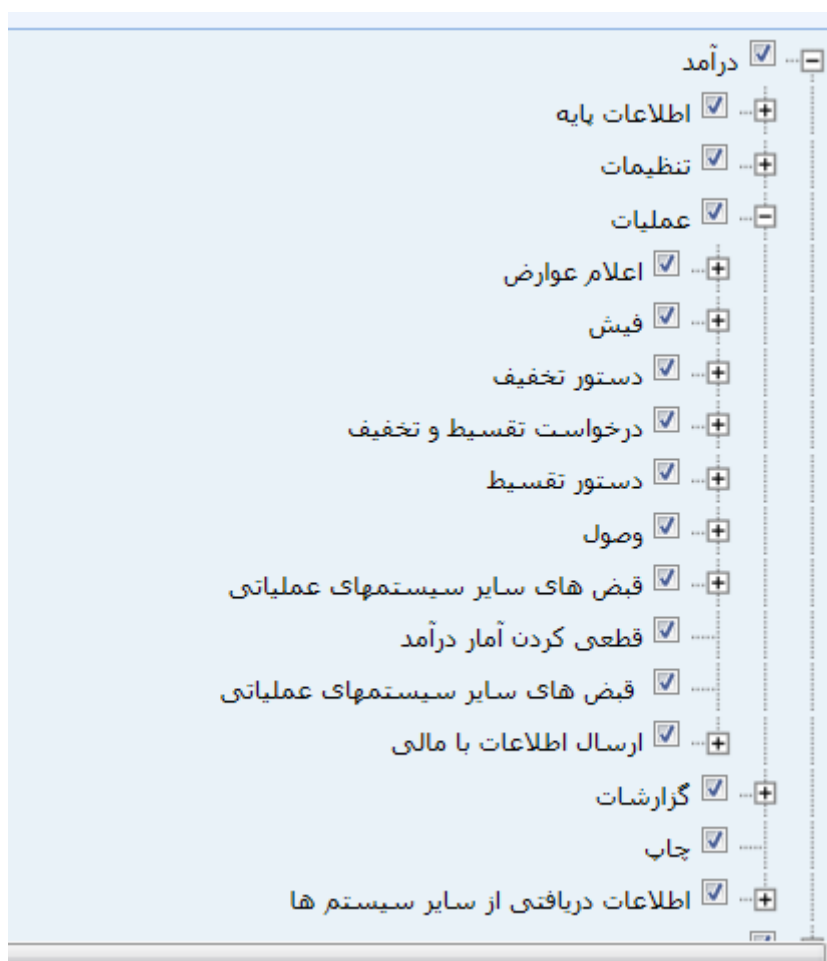 درآمد
اطلاعات پایه
تنظیمات
عملیات
اعلام عوارض
فیش
دستور تخفیف
درخواست تقسیط و تخفیف
دستور تقسیط
وصول
قبض های سایر سیستمهای عملیاتی
قطعی کردن آمار درآمد
قبض های سایر سیستمهای عملیاتی
ارسال اطلاعات با مالی
گزارشات
چاپ
اطلاعات دریافتی از سایر سیستم ها